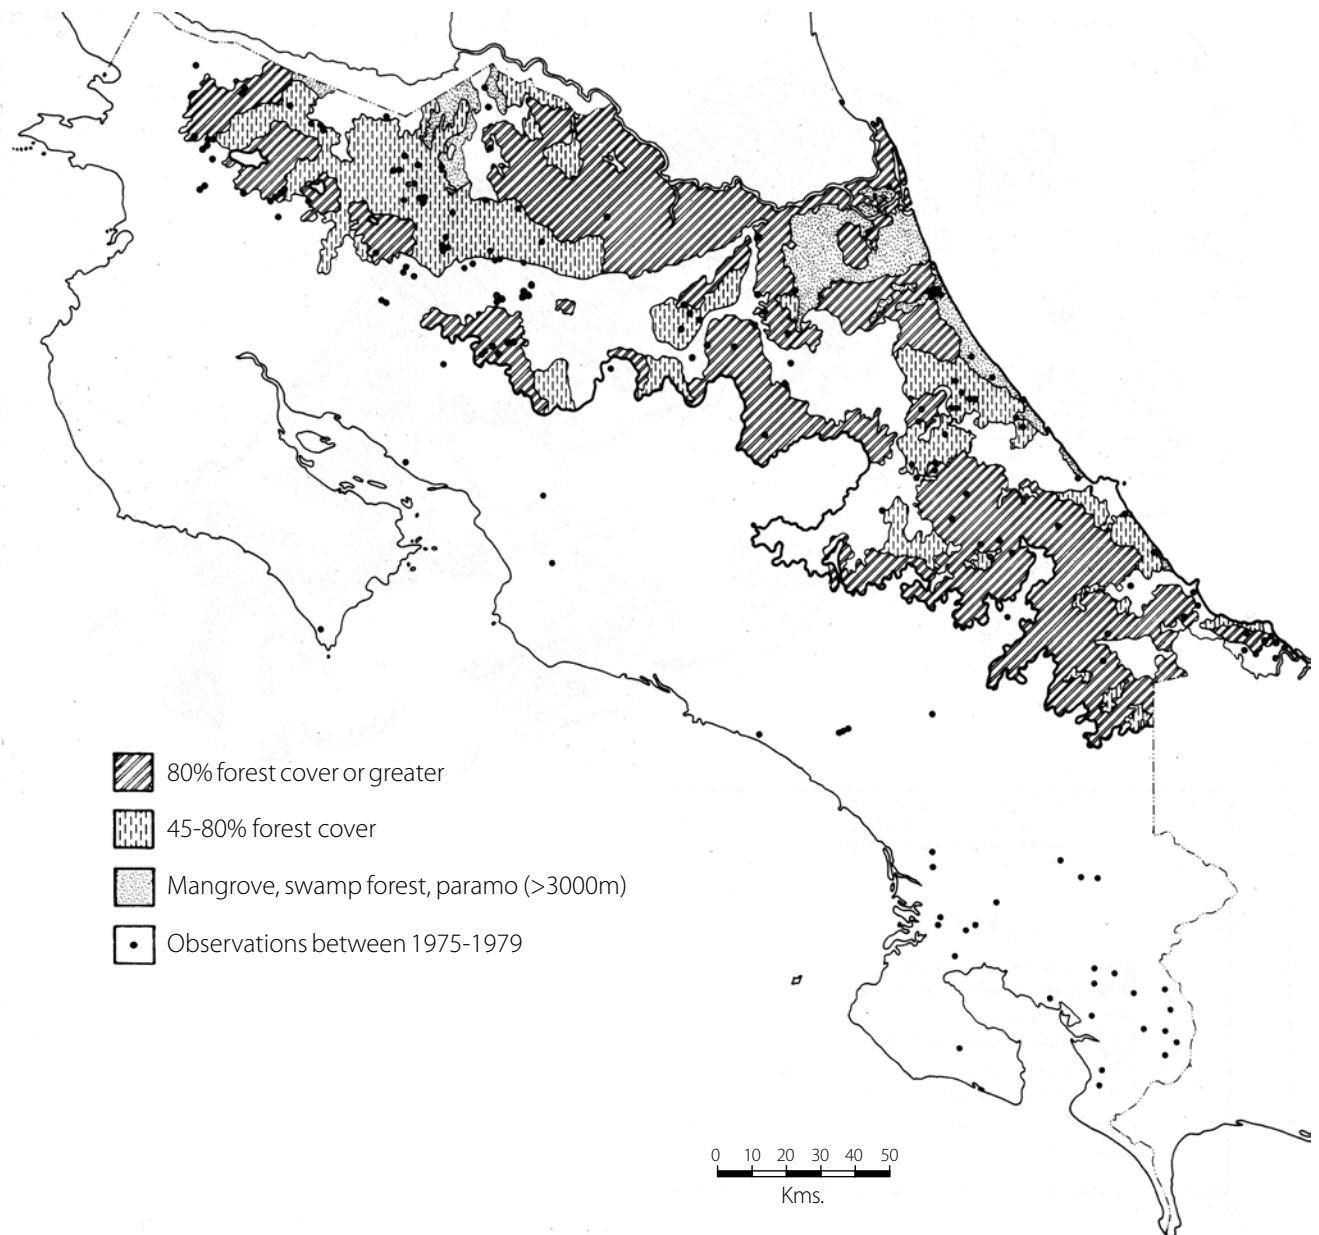 80% forest cover or greater
45-80% forest cover
Mangrove, swamp forest, paramo (>3000m)
Observations between 1975-1979
0 10 20 30 40 50
Kms.